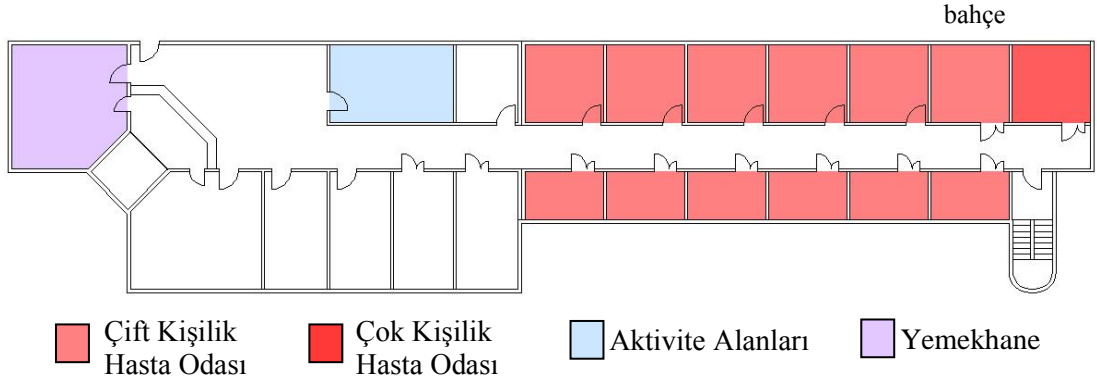 bahçe
Çift Kişilik
Hasta Odası
Çok Kişilik
Hasta Odası
Aktivite Alanları
Yemekhane